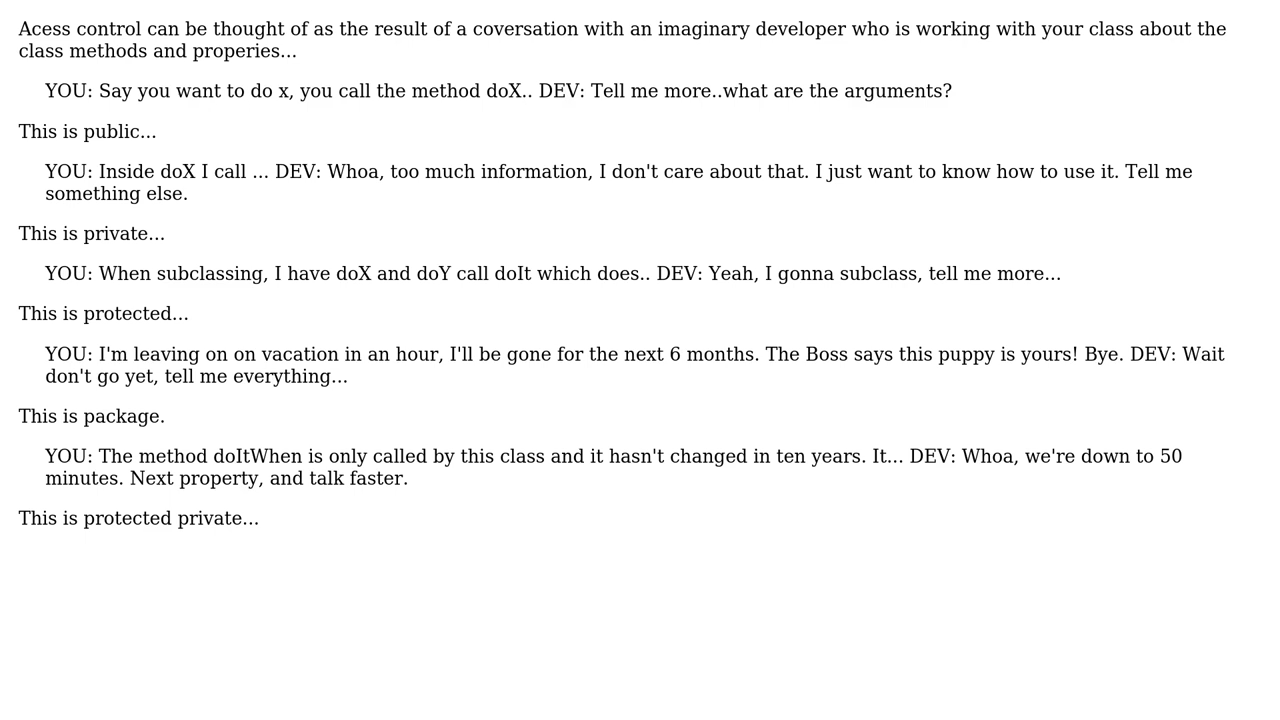 Acess control can be thought of as the result of a coversation with an imaginary developer who is working with your class about the
class methods and properies...
YOU: Say you want to do x, you call the method doX.. DEV: Tell me more..what are the arguments?
This is public...
YOU: Inside doX I call ... DEV: Whoa, too much information, I don't care about that. I just want to know how to use it. Tell me
something else.
This is private...
YOU: When subclassing, I have doX and doY call doIt which does.. DEV: Yeah, I gonna subclass, tell me more...
This is protected...
YOU: I'm leaving on on vacation in an hour, I'll be gone for the next 6 months. The Boss says this puppy is yours! Bye. DEV: Wait
don't go yet, tell me everything...
This is package.
YOU: The method doItWhen is only called by this class and it hasn't changed in ten years. It... DEV: Whoa, we're down to 50
minutes. Next property, and talk faster.
This is protected private...